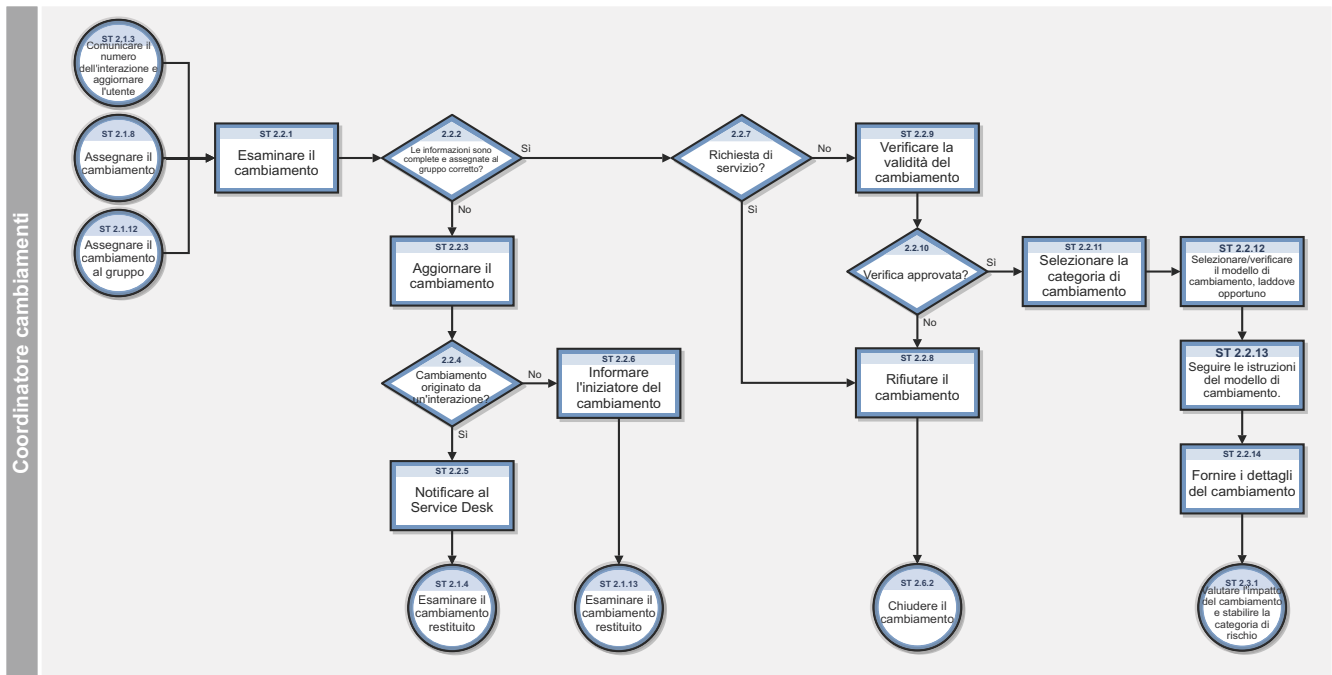 Coordinatore cambiamenti
ST 2.1.3
Comunicare il
numero
dell'interazione e
aggiornare
l'utente
ST 2.1.8
Assegnare il
cambiamento
ST 2.1.12
Assegnare il
cambiamento
al gruppo
ST 2.2.1
Esaminare il
cambiamento
2.2.2
Le informazioni sono
complete e assegnate al
gruppo corretto?
Sì
No
ST 2.2.3
Aggiornare il
cambiamento
2.2.4
Cambiamento
originato da
un'interazione?
No
Sì
ST 2.2.5
Notificare al
Service Desk
ST 2.1.4
Esaminare il
cambiamento
restituito
ST 2.2.6
Informare
l'iniziatore del
cambiamento
ST 2.1.13
Esaminare il
cambiamento
restituito
2.2.7
Richiesta di
servizio?
No
Sì
ST 2.2.9
Verificare la
validità del
cambiamento
2.2.10
Verifica approvata?
Sì
No
ST 2.2.8
Rifiutare il
cambiamento
ST 2.6.2
Chiudere il
cambiamento
ST 2.2.11
Selezionare la
categoria di
cambiamento
ST 2.2.12
Selezionare/verificare
il modello di
cambiamento, laddove
opportuno
ST 2.2.13
Seguire le istruzioni
del modello di
cambiamento.
ST 2.2.14
Fornire i dettagli
del cambiamento
ST 2.3.1
Valutare l'impatto
del cambiamento
e stabilire la
categoria di
rischio